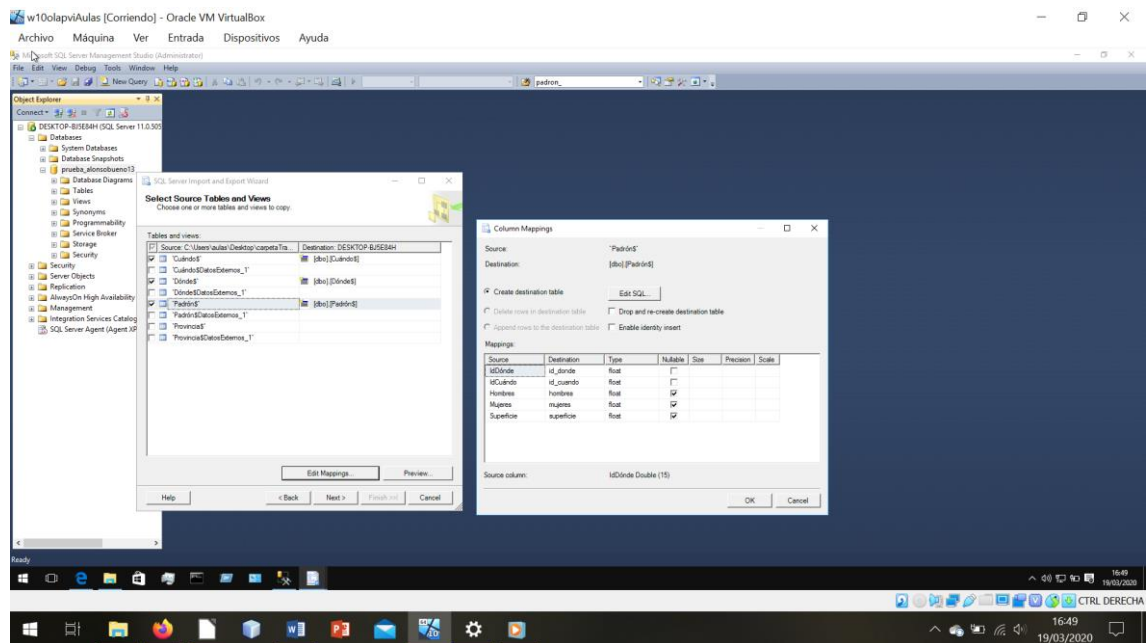 w10olapviAulas [Corriendo] - Oracle VM VirtualBox
Archivo Máquina Ver Entrada Dispositivos Ayuda
soft SQL Server Management Studio (Administrator)
File Edit View Debug Tools Window Help
New Query padron_
Object Explorer
Connect
DESKTOP-BJ5E84H (SQL Server 11.0.505
Databases
System Databases
Database Snapshots
prueba_alonsobueno13
Database Diagrams
Tables
Views
Synonyms
Programmability
Service Broker
Storage
Security
Security
Server Objects
Replication
AlwaysOn High Availability
Management
Integration Services Catalog
SQL Server Agent (Agent XP
Ready
SQL Server Import and Export Wizard
Select Source Tables and Views
Choose one or more tables and views to copy.
Tables and views:
Source: C:\Users\aulas\Desktop\carpetaTra... Destination: DESKTOP-BJ5E84H
'Cuándo$' [dbo].[Cuándo$]
'Cuándo$DatosExternos_1'
'Dónde$' [dbo].[Dónde$]
'Dónde$DatosExternos_1'
'Padrón$' [dbo].[Padrón$]
'Padrón$DatosExternos_1'
'Provincia$'
'Provincia$DatosExternos_1'
Edit Mappings... Preview...
Help < Back Next > Finish >>| Cancel
Column Mappings
Source: 'Padrón$'
Destination: [dbo].[Padrón$]
Create destination table Edit SQL...
Delete rows in destination table Drop and re-create destination table
Append rows to the destination table Enable identity insert
Mappings:
Source Destination Type Nullable Size Precision Scale
IdDónde id_donde float
IdCuándo id_cuando float
Hombres hombres float
Mujeres mujeres float
Superficie superficie float
Source column: IdDónde Double (15)
OK Cancel
16:49
19/03/2020
CTRL DERECHA
16:49
19/03/2020